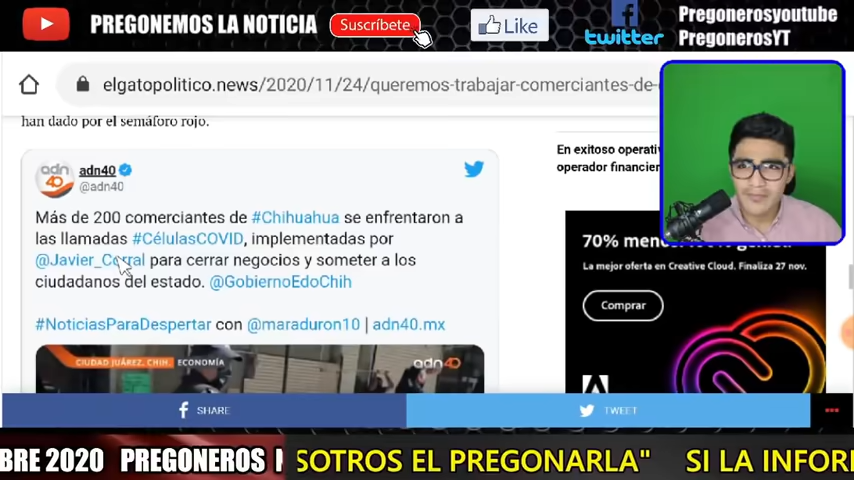 PREGONEMOS LA NOTICIA
Suscríbete
Like
twitter
Pregonerosyoutube
PregonerosYT
elgatopolitico.news/2020/11/24/queremos-trabajar-comerciantes-de-
han dado por el semáforo rojo.
adn40
@adn40
Más de 200 comerciantes de #Chihuahua se enfrentaron a
las llamadas #CélulasCOVID, implementadas por
@Javier_Corral para cerrar negocios y someter a los
ciudadanos del estado. @GobiernoEdoChih
#NoticiasParaDespertar con @maraduron10 | adn40.mx
CIUDAD JUÁREZ, CHIH ECONOMÍA
adn40
En exitoso operativ
operador financier
70% men
La mejor oferta en Creative Cloud. Finaliza 27 nov.
Comprar
SHARE
TWEET
BRE 2020 PREGONEROS
SOTROS EL PREGONARLA" SI LA INFOR